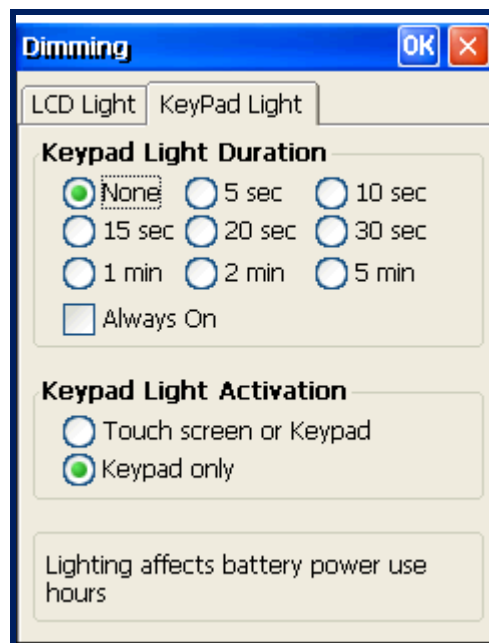 Dimming OK
LCD Light KeyPad Light
Keypad Light Duration
None 5 sec 10 sec
15 sec 20 sec 30 sec
1 min 2 min 5 min
Always On
Keypad Light Activation
Touch screen or Keypad
Keypad only
Lighting affects battery power use
hours